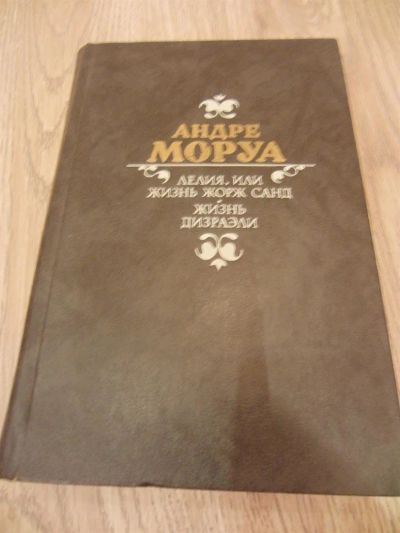 АНДРЕ
МОРУА
ЛЕЛИЯ, ИЛИ
ЖИЗНЬ ЖОРЖ САНД
ЖИЗНЬ
ДИЗРАЭЛИ